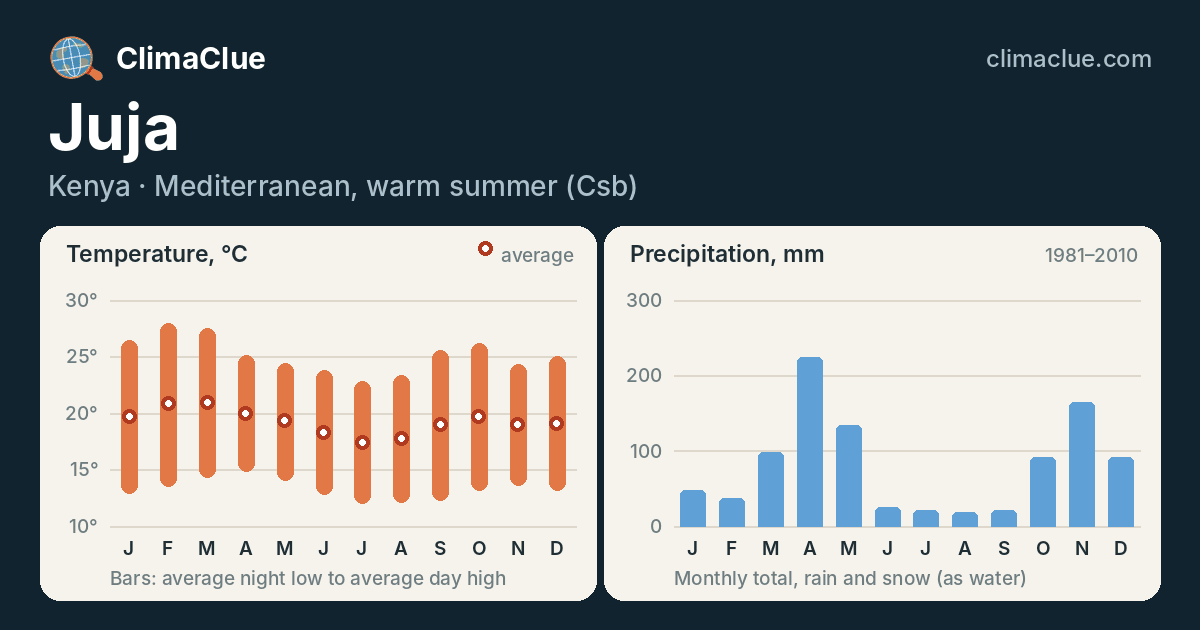 ClimaClue
climaclue.com
Juja
Kenya · Mediterranean, warm summer (Csb)
Temperature, °C
average
30°
25°
20°
15°
10°
J F M A M J J A S O N D
Bars: average night low to average day high
Precipitation, mm
1981–2010
300
200
100
0
J F M A M J J A S O N D
Monthly total, rain and snow (as water)